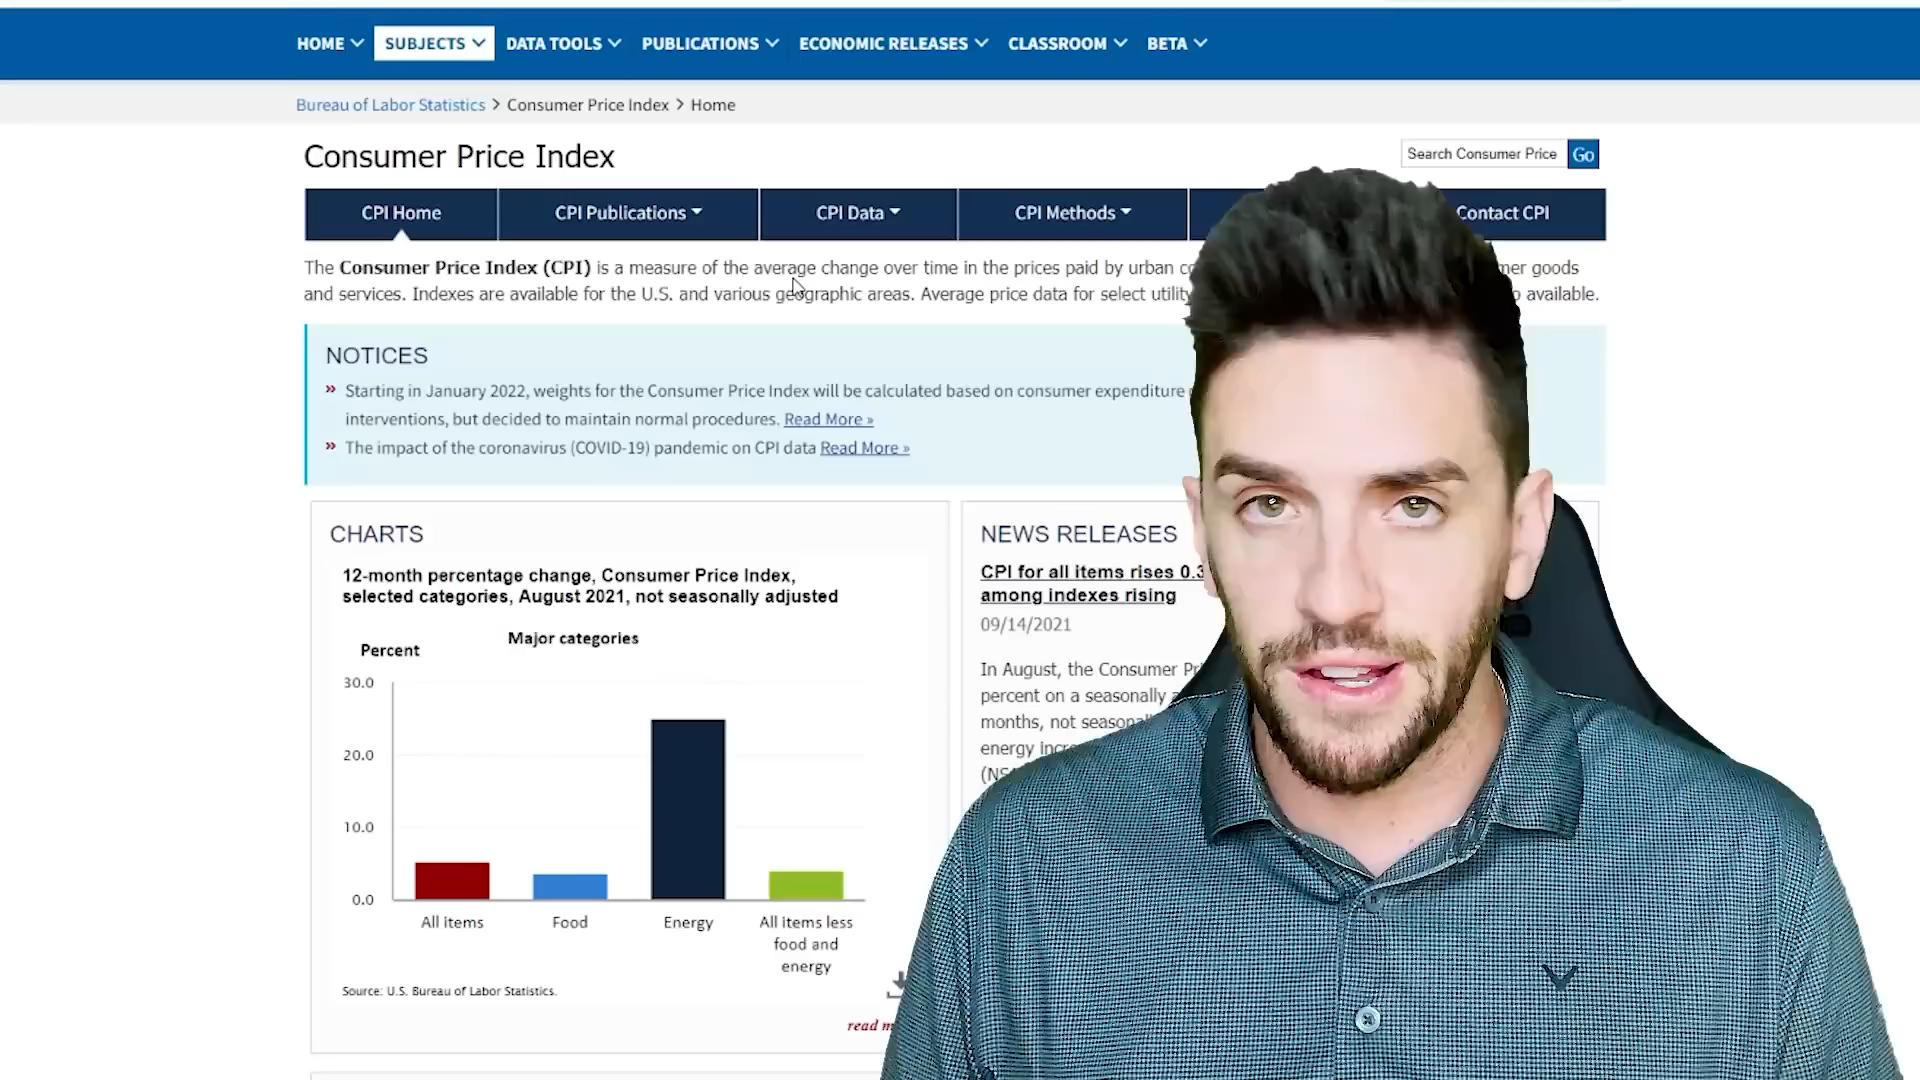 HOME SUBJECTS DATA TOOLS PUBLICATIONS ECONOMIC RELEASES CLASSROOM BETA
Bureau of Labor Statistics > Consumer Price Index > Home
Consumer Price Index
Search Consumer Price Go
CPI Home CPI Publications CPI Data CPI Methods Contact CPI
The Consumer Price Index (CPI) is a measure of the average change over time in the prices paid by urban goods
and services. Indexes are available for the U.S. and various geographic areas. Average price data for select utility available.
NOTICES
» Starting in January 2022, weights for the Consumer Price Index will be calculated based on consumer expenditure
interventions, but decided to maintain normal procedures. Read More »
» The impact of the coronavirus (COVID-19) pandemic on CPI data Read More »
CHARTS
12-month percentage change, Consumer Price Index,
selected categories, August 2021, not seasonally adjusted
Major categories
Percent
30.0
20.0
10.0
0.0
All items Food Energy All items less
food and
energy
Source: U.S. Bureau of Labor Statistics.
read
NEWS RELEASES
CPI for all items rises 0.3
among indexes rising
09/14/2021
In August, the Consumer
percent on a seasonally
months, not
energy